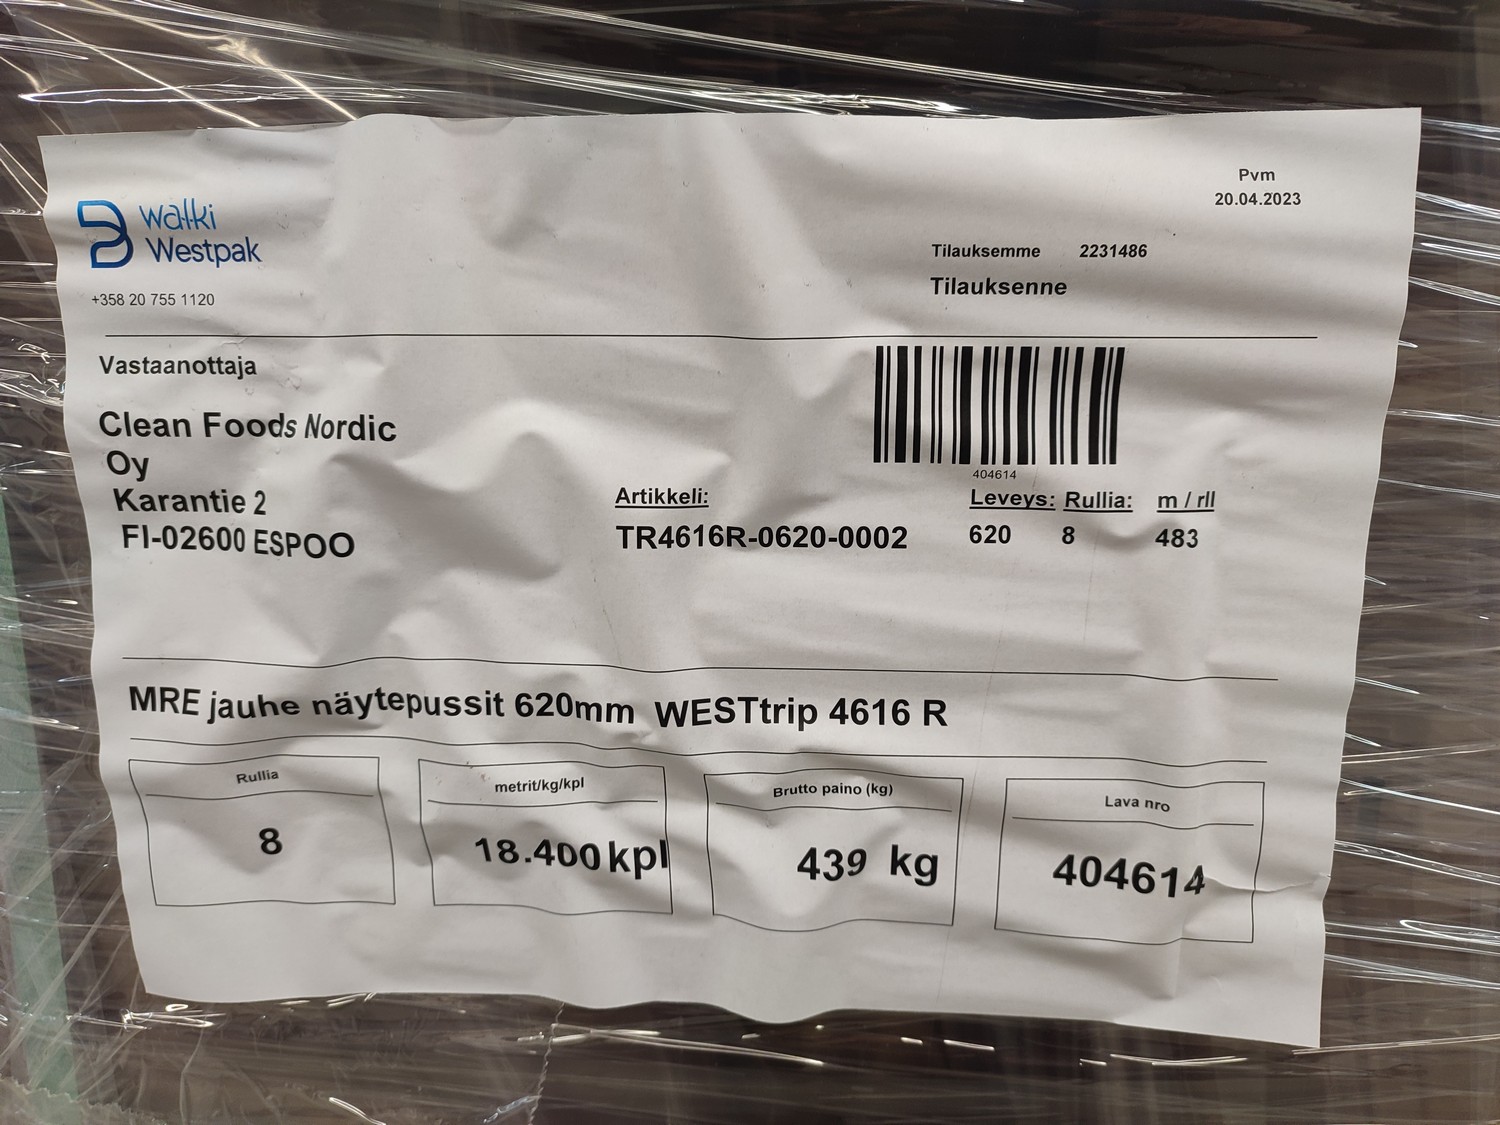 Pvm
20.04.2023
walki
Westpak
Tilauksemme 2231486
Tilauksenne
+358 20 755 1120
Vastaanottaja
Clean Foods Nordic
Oy
Karantie 2
FI-02600 ESPOO
404614
Artikkeli: Leveys: Rullia: m / rll
TR4616R-0620-0002 620 8 483
MRE jauhe näytepussit 620mm WESTtrip 4616 R
Rullia metrit/kg/kpl Brutto paino (kg) Lava nro
8 18.400 kpl 439 kg 404614